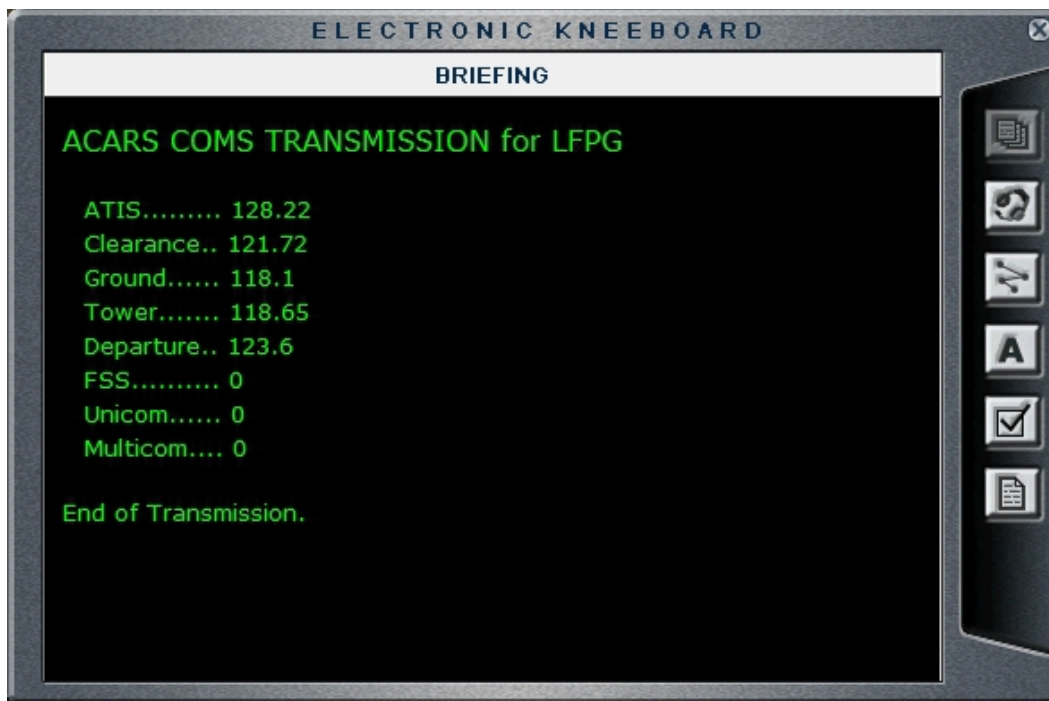 ELECTRONIC KNEEBOARD
BRIEFING
ACARS COMS TRANSMISSION for LFPG
ATIS......... 128.22
Clearance.. 121.72
Ground...... 118.1
Tower....... 118.65
Departure.. 123.6
FSS.......... 0
Unicom...... 0
Multicom.... 0
End of Transmission.
A